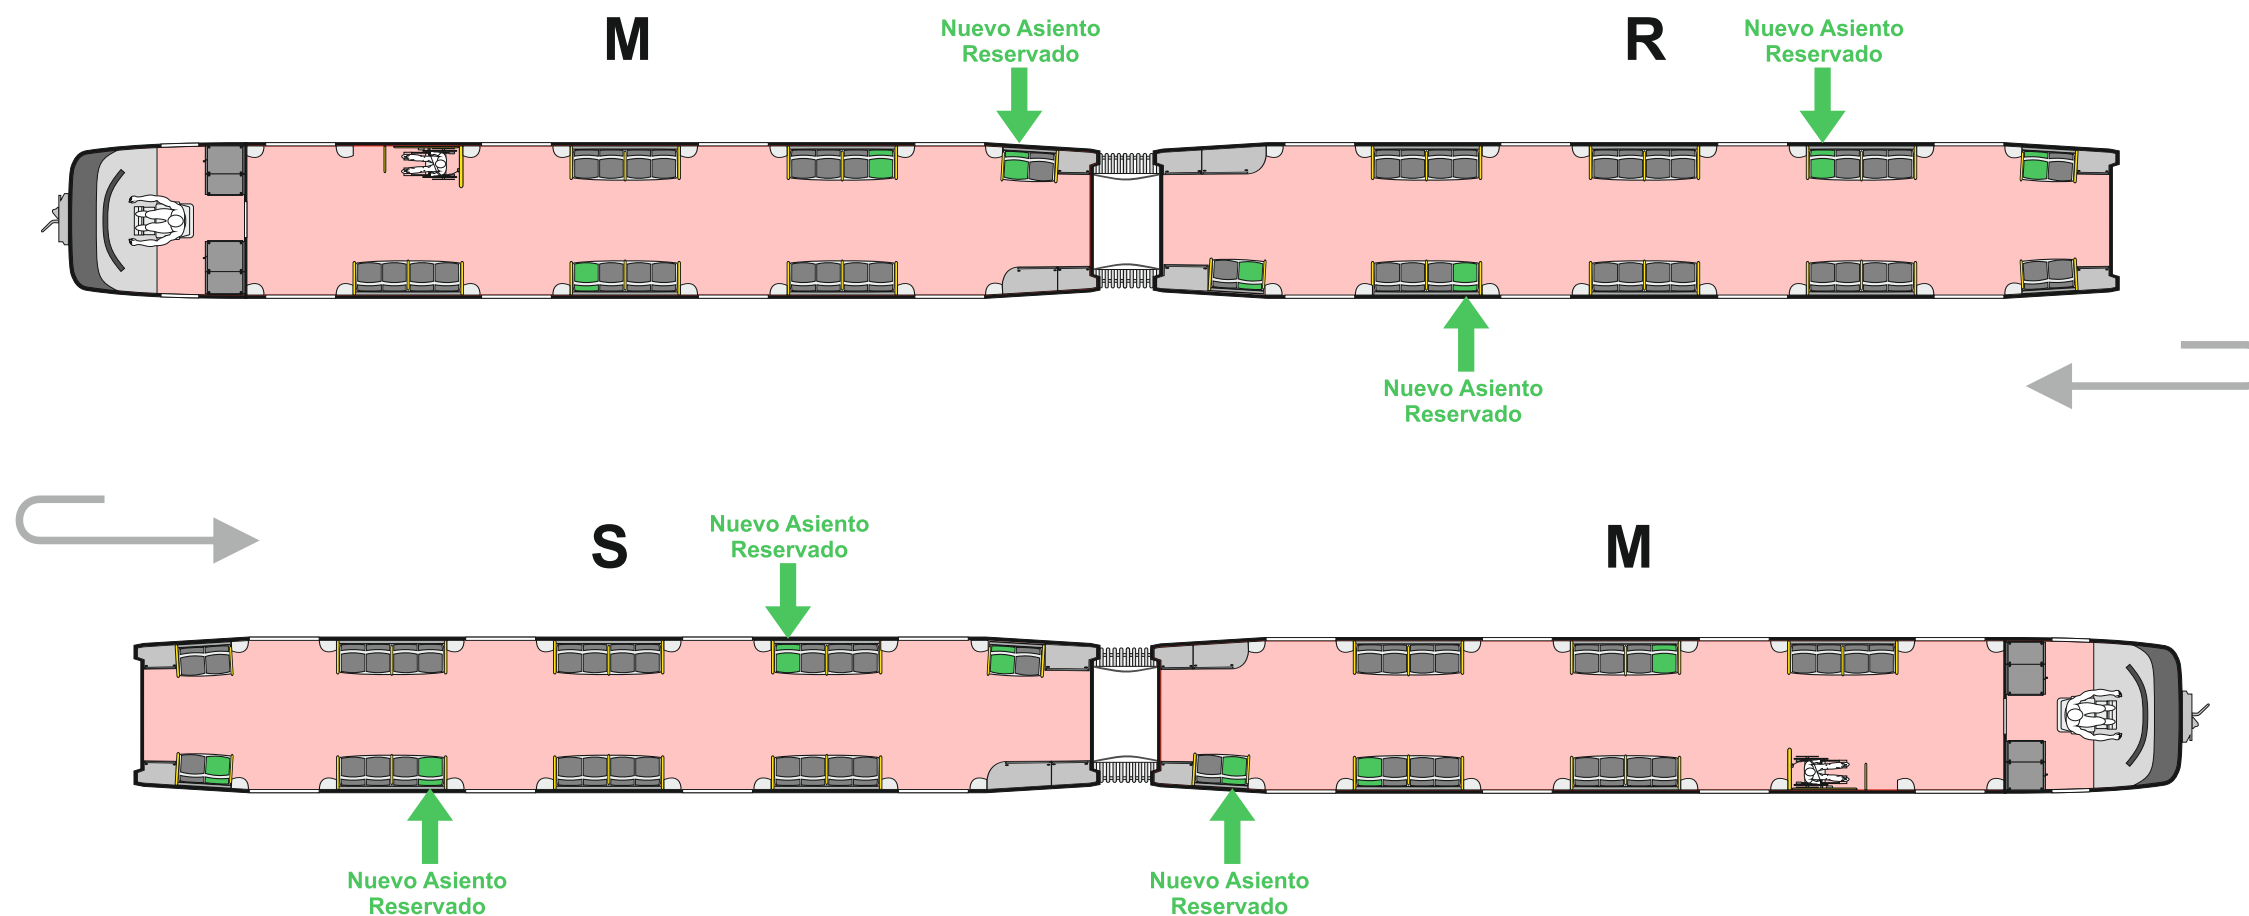 M
Nuevo Asiento
Reservado
R
Nuevo Asiento
Reservado
Nuevo Asiento
Reservado
S
Nuevo Asiento
Reservado
M
Nuevo Asiento
Reservado
Nuevo Asiento
Reservado